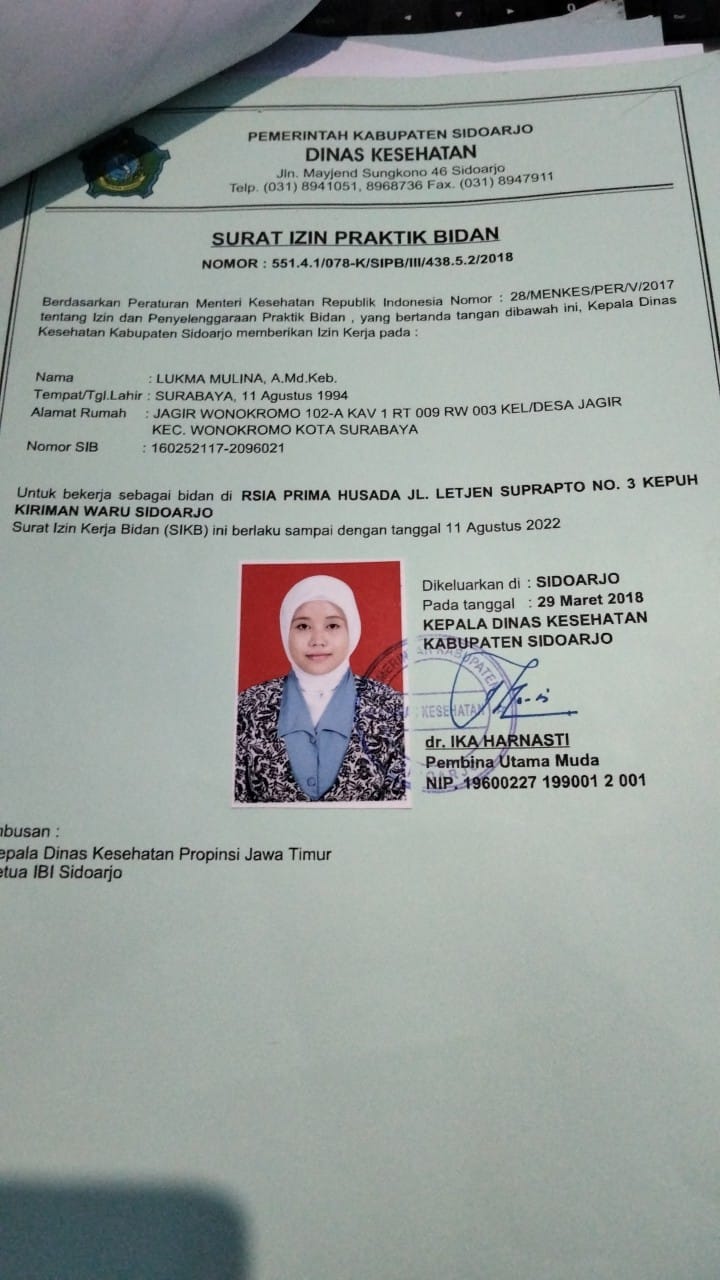 PEMERINTAH KABUPATEN SIDOARJO
DINAS KESEHATAN
Jln. Mayjend Sungkono 46 Sidoarjo
Telp. (031) 8941051, 8968736 Fax. (031) 8947911
SURAT IZIN PRAKTIK BIDAN
NOMOR : 551.4.1/078-K/SIPB/III/438.5.2/2018
Berdasarkan Peraturan Menteri Kesehatan Republik Indonesia Nomor : 28/MENKES/PER/V/2017
tentang Izin dan Penyelenggaraan Praktik Bidan , yang bertanda tangan dibawah ini, Kepala Dinas
Kesehatan Kabupaten Sidoarjo memberikan Izin Kerja pada :
Nama : LUKMA MULINA, A.Md.Keb.
Tempat/Tgl.Lahir : SURABAYA, 11 Agustus 1994
Alamat Rumah : JAGIR WONOKROMO 102-A KAV 1 RT 009 RW 003 KEL/DESA JAGIR
KEC. WONOKROMO KOTA SURABAYA
Nomor SIB : 160252117-2096021
Untuk bekerja sebagai bidan di RSIA PRIMA HUSADA JL. LETJEN SUPRAPTO NO. 3 KEPUH
KIRIMAN WARU SIDOARJO
Surat Izin Kerja Bidan (SIKB) ini berlaku sampai dengan tanggal 11 Agustus 2022
Dikeluarkan di : SIDOARJO
Pada tanggal : 29 Maret 2018
KEPALA DINAS KESEHATAN
KABUPATEN SIDOARJO
dr. IKA HARNASTI
Pembina Utama Muda
NIP. 19600227 199001 2 001
mbusan :
epala Dinas Kesehatan Propinsi Jawa Timur
etua IBI Sidoarjo